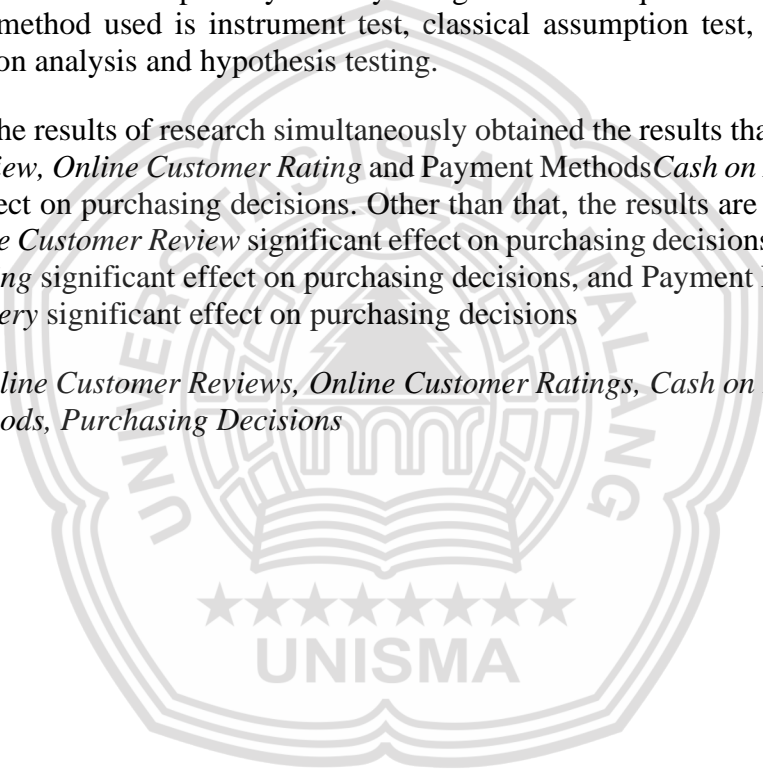 method used is instrument test, classical assumption test,
on analysis and hypothesis testing.
he results of research simultaneously obtained the results tha
iew, Online Customer Rating and Payment MethodsCash on
ect on purchasing decisions. Other than that, the results are
e Customer Review significant effect on purchasing decisions
ng significant effect on purchasing decisions, and Payment
ery significant effect on purchasing decisions
line Customer Reviews, Online Customer Ratings, Cash on
ods, Purchasing Decisions
UNIVERSITAS ISLAM MALANG
UNISMA